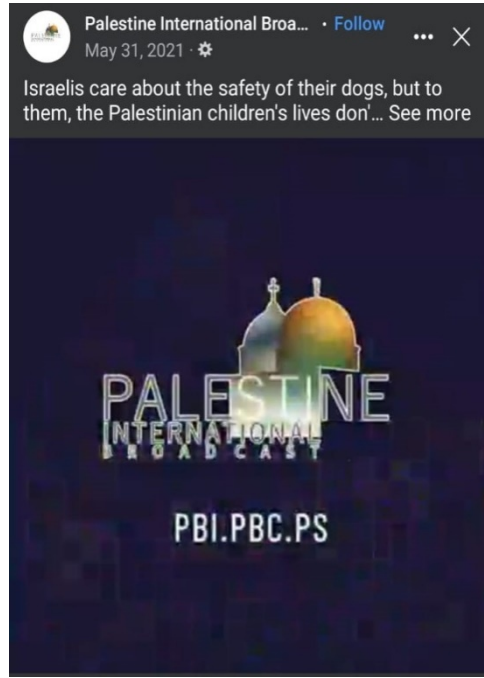 Palestine International Broa... · Follow
May 31, 2021 ·
Israelis care about the safety of their dogs, but to
them, the Palestinian children's lives don'... See more
PALESTINE
INTERNATIONAL
BROADCAST
PBI.PBC.PS